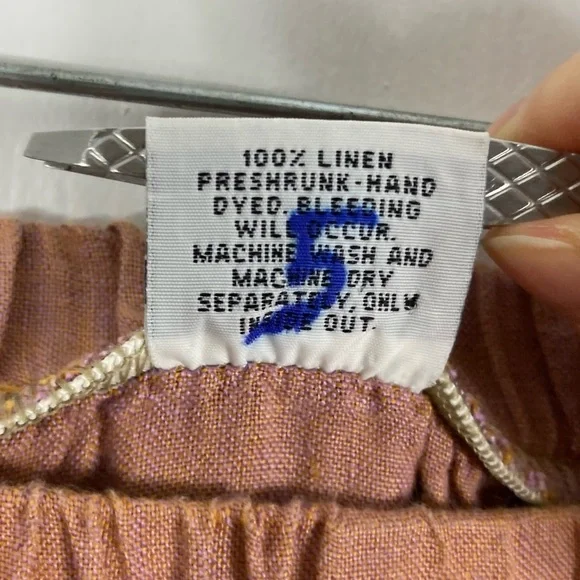 100% LINEN
PRESHRUNK-HAND
DYED. BLEEDING
WILL OCCUR.
MACHINE WASH AND
MACHINE DRY
SEPARATELY, ONLY
INSIDE OUT.
5